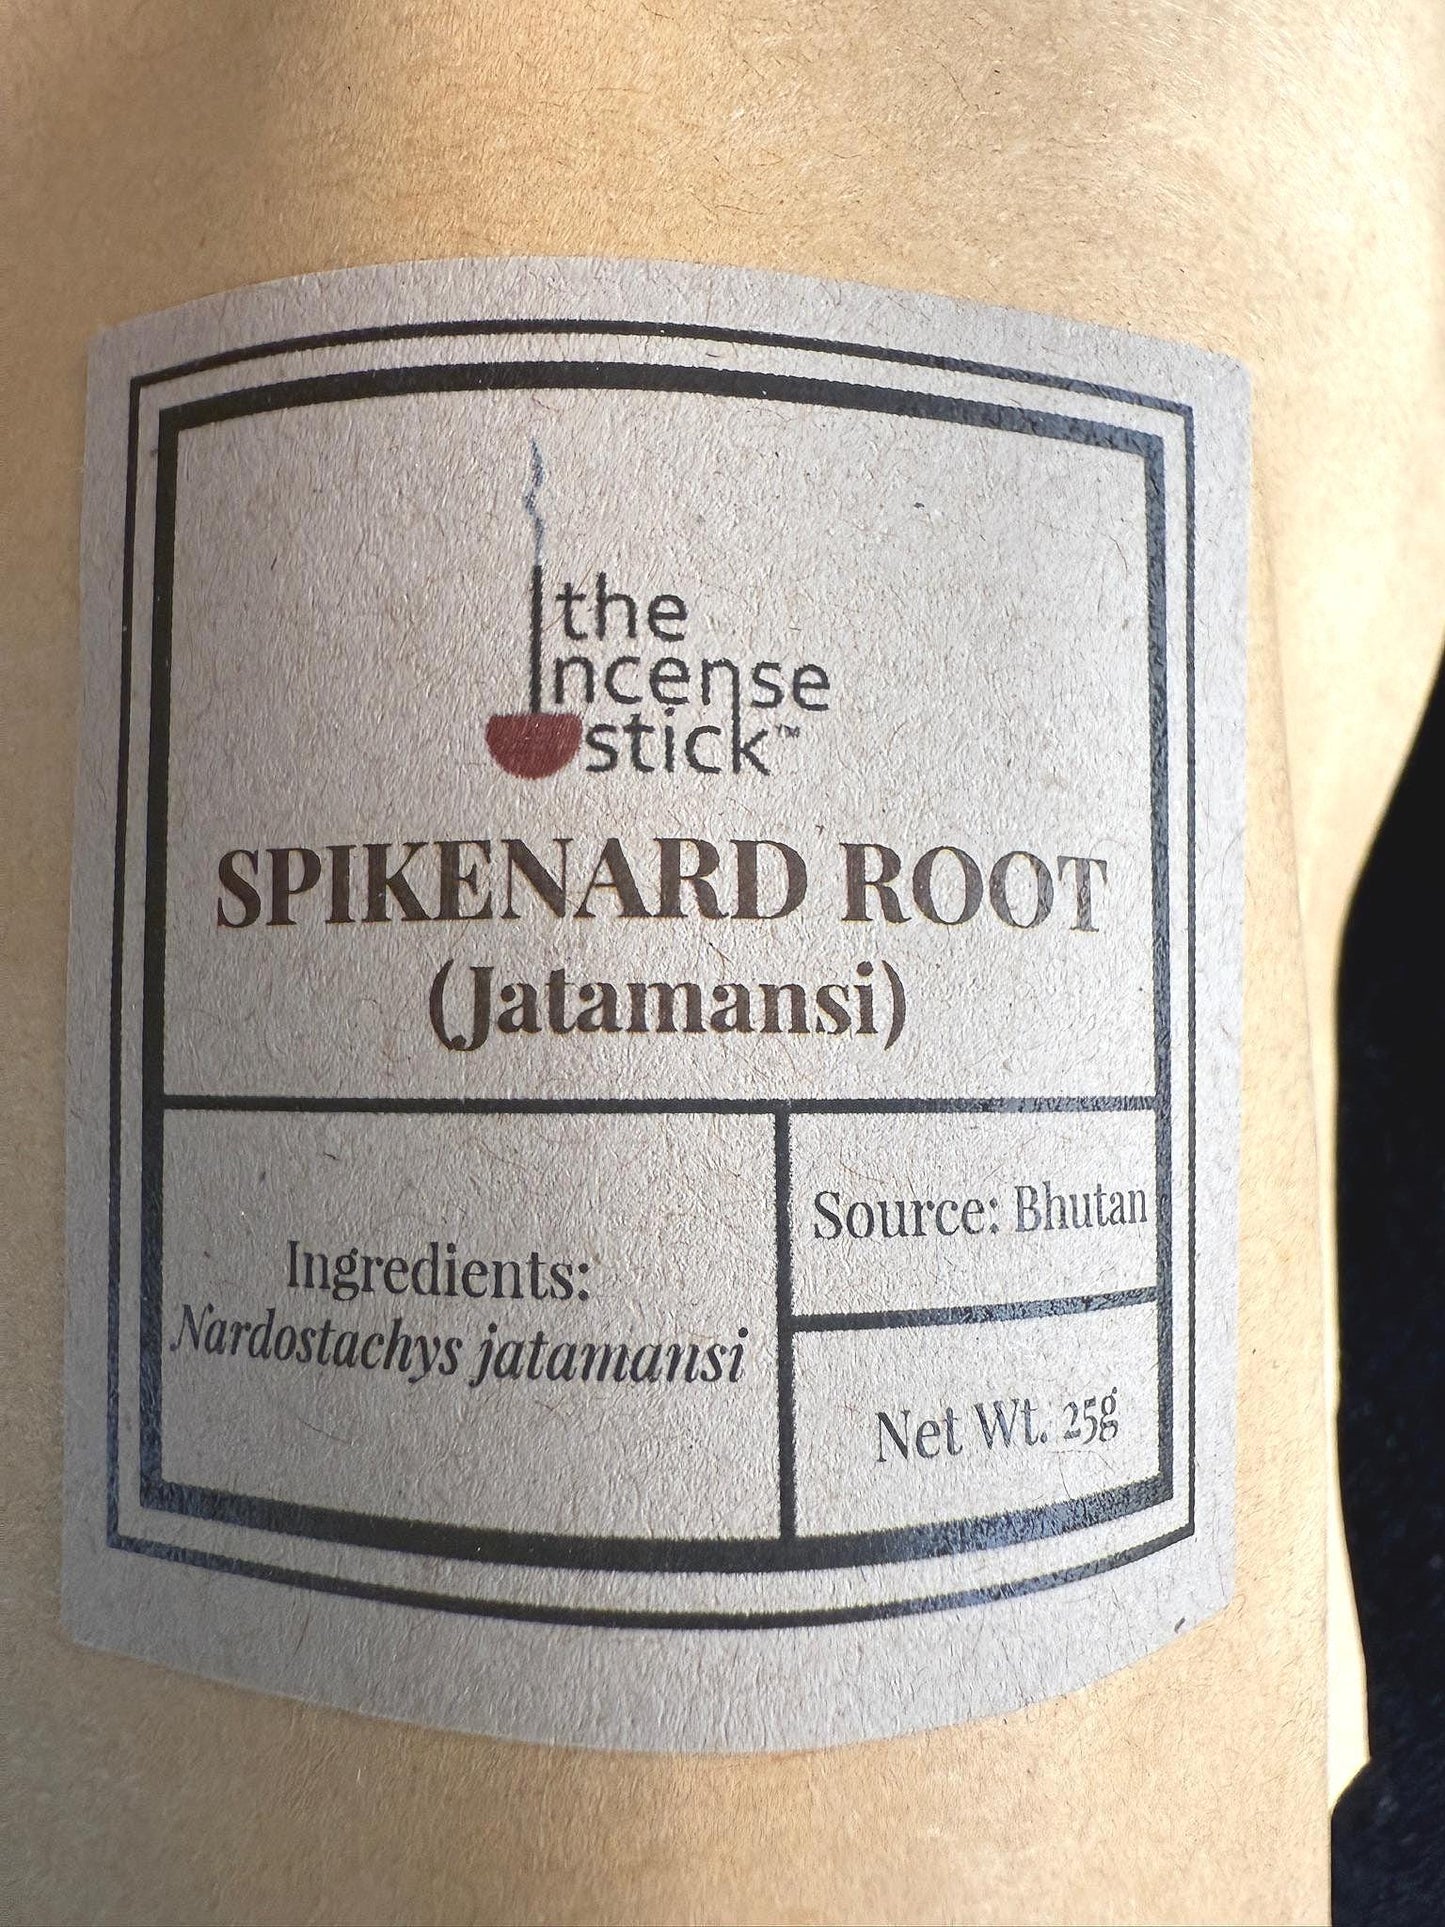 the
Incense
stick™
SPIKENARD ROOT
(Jatamansi)
Ingredients:
Nardostachys jatamansi
Source: Bhutan
Net Wt. 25g